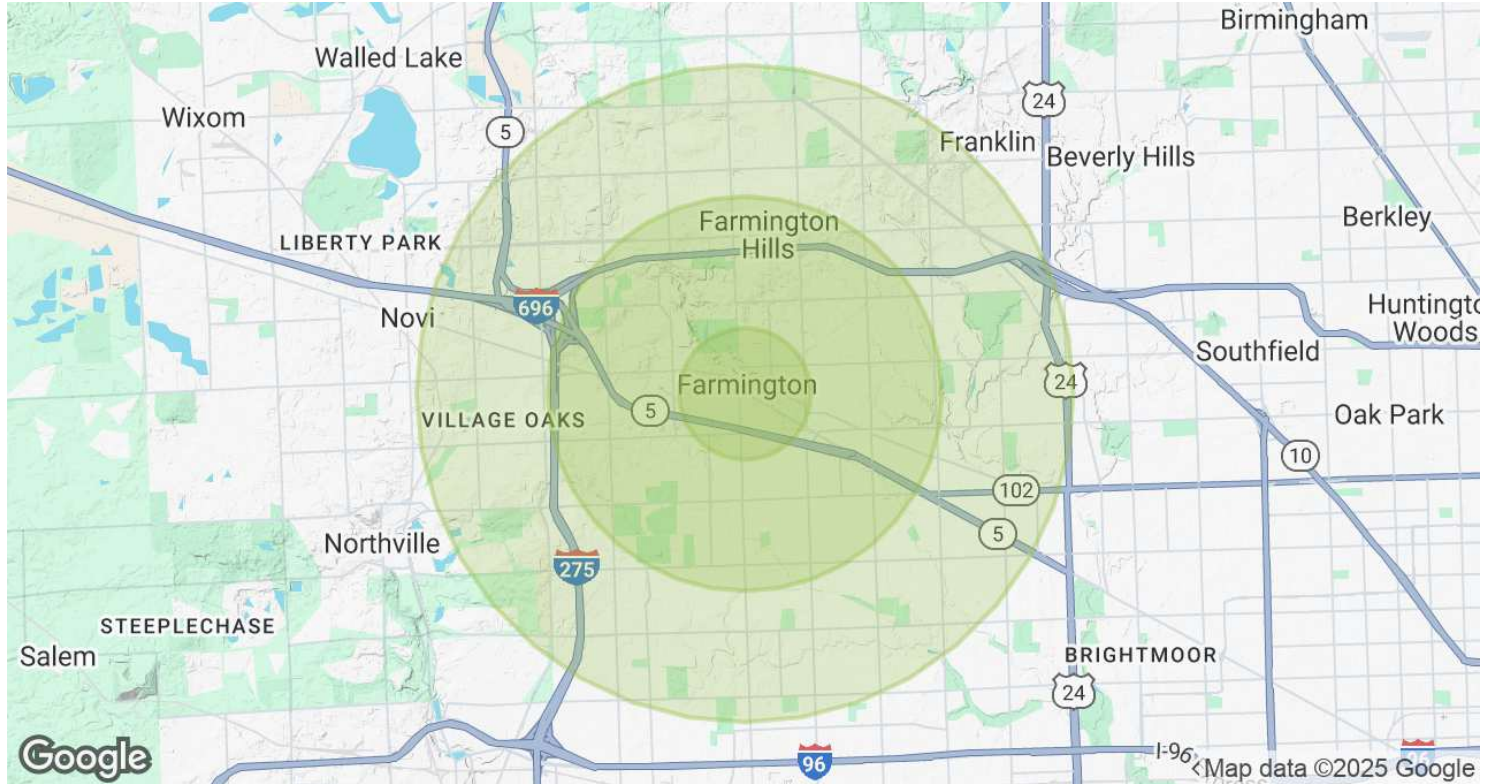 Birmingham
Walled Lake
24
Wixom
5
Franklin
Beverly Hills
Farmington
Hills
Berkley
LIBERTY PARK
696
Novi
Huntingto
Woods
Southfield
Farmington
24
5
VILLAGE OAKS
Oak Park
10
102
5
Northville
275
STEEPLECHASE
Salem
BRIGHTMOOR
24
Google
96
I-96
96
Map data ©2025 Google